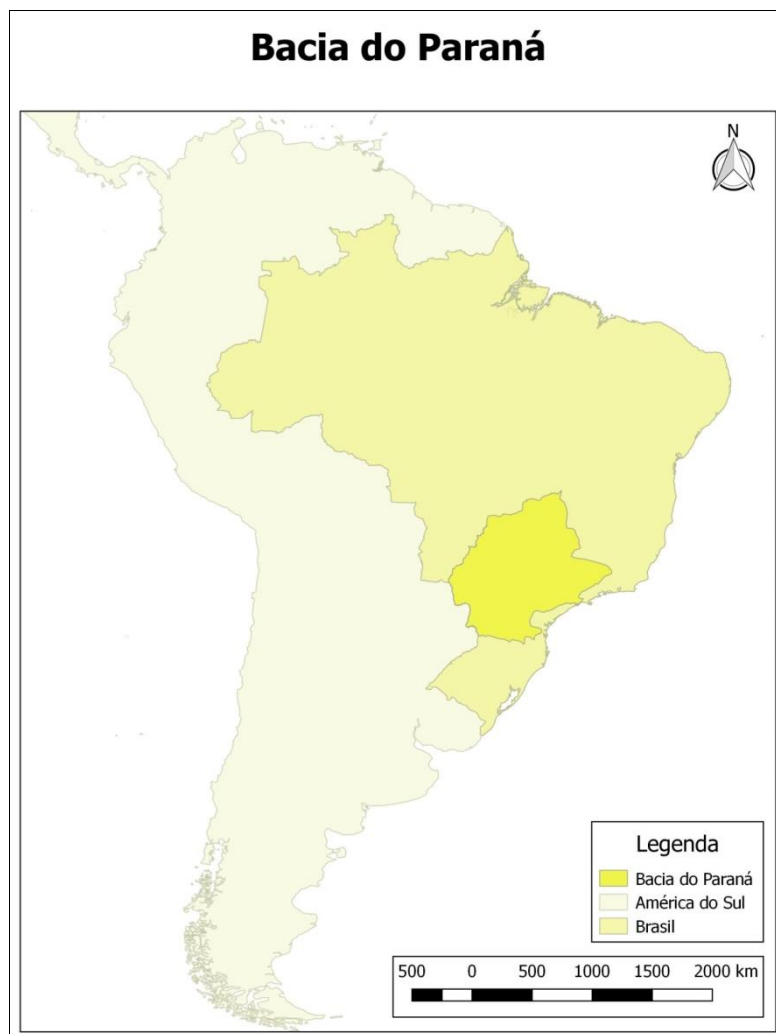 Bacia do Paraná
N
Legenda
Bacia do Paraná
América do Sul
Brasil
500 0 500 1000 1500 2000 km